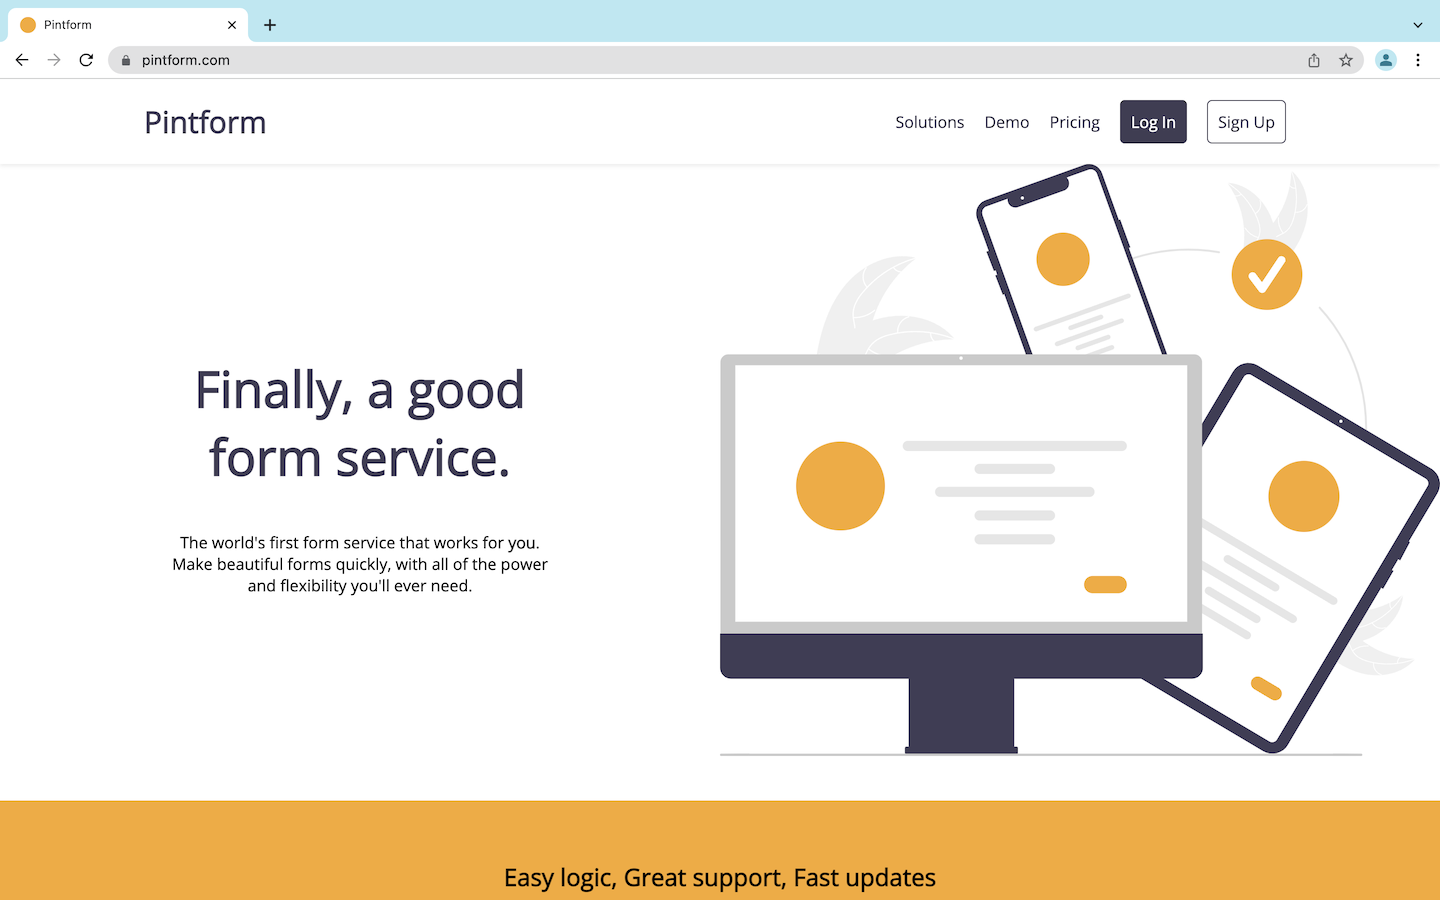 Pintform
pintform.com
Pintform
Solutions
Demo
Pricing
Log In
Sign Up
Finally, a good
form service.
The world's first form service that works for you.
Make beautiful forms quickly, with all of the power
and flexibility you'll ever need.
Easy logic, Great support, Fast updates